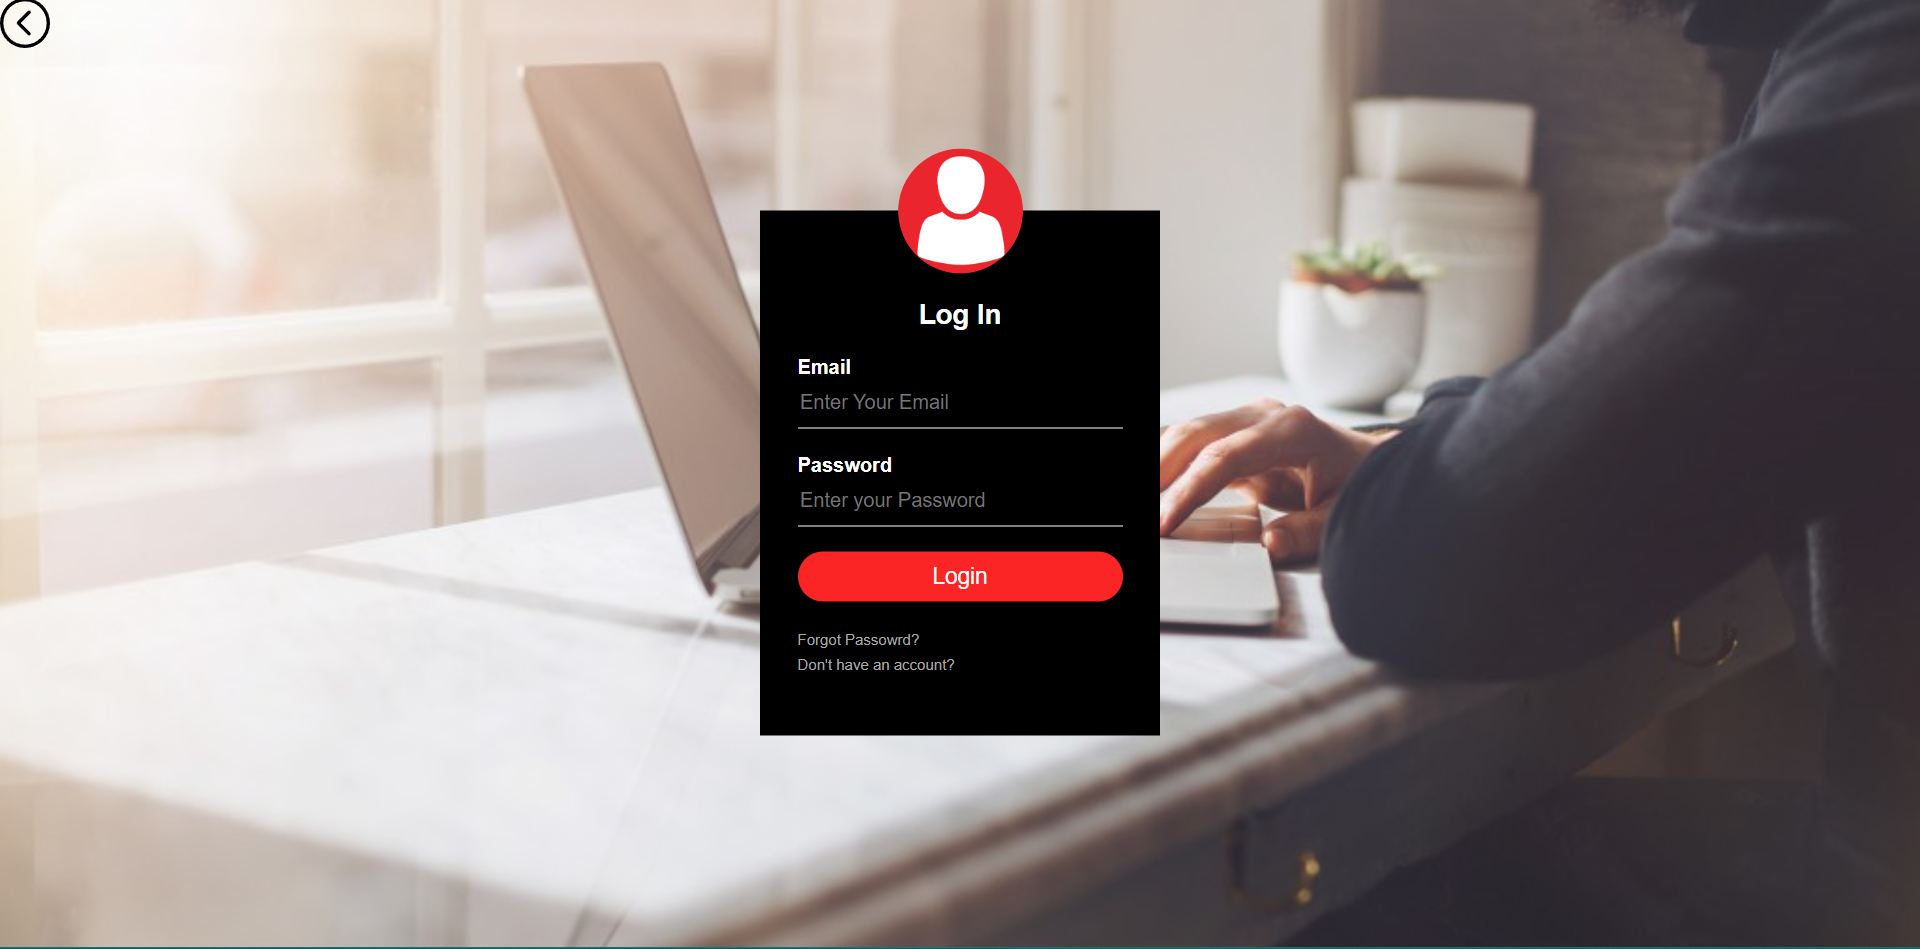 Log In
Email
Enter Your Email
Password
Enter your Password
Login
Forgot Passowrd?
Don't have an account?